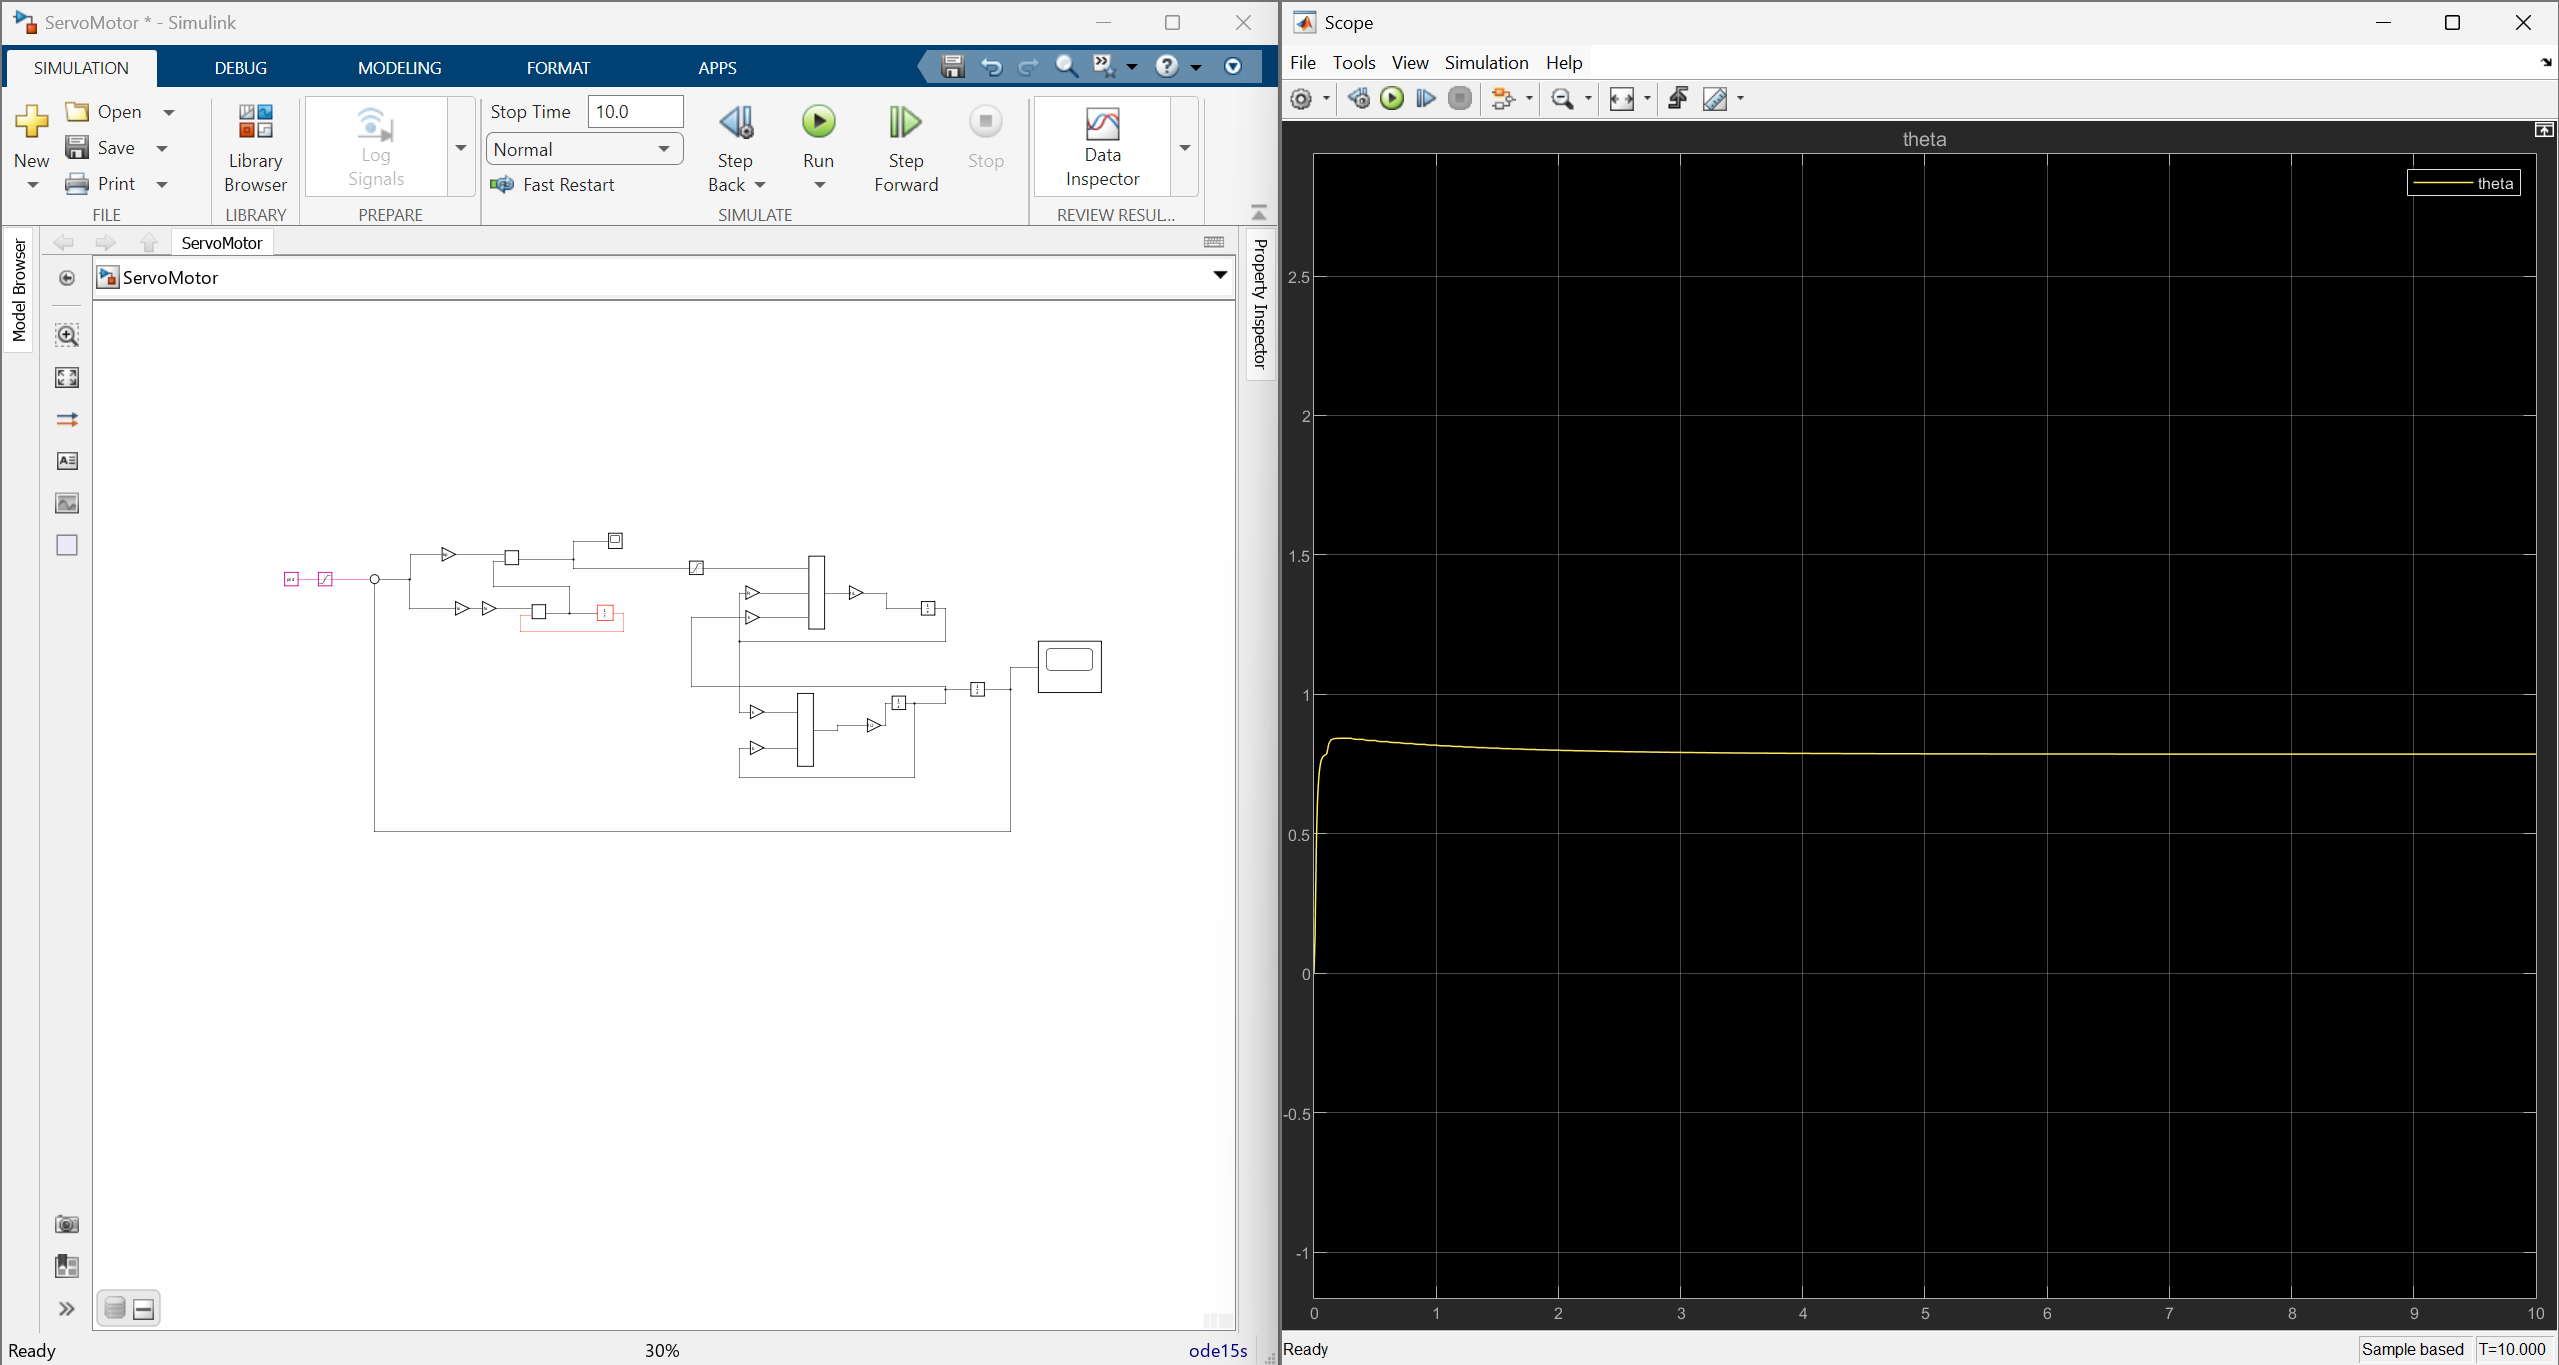 ServoMotor * - Simulink
SIMULATION DEBUG MODELING FORMAT APPS
New
Open
Save
Print
FILE
Library
Browser
LIBRARY
Log
Signals
PREPARE
Stop Time 10.0
Normal
Fast Restart
Step
Back
Run
Step
Forward
Stop
SIMULATE
Data
Inspector
REVIEW RESUL...
Model Browser
ServoMotor
ServoMotor
Property Inspector
Ready 30% ode15s
Scope
File Tools View Simulation Help
theta
theta
2.5
2
1.5
1
0.5
0
-0.5
-1
0 1 2 3 4 5 6 7 8 9 10
Ready Sample based T=10.000